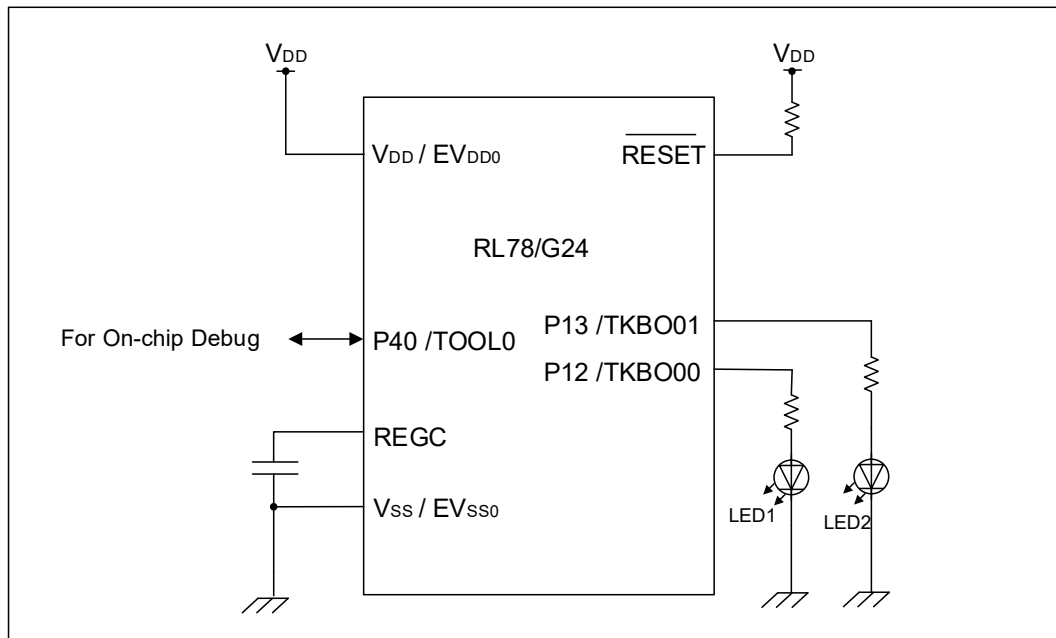 VDD
VDD
VDD / EVDD0
RESET
RL78/G24
For On-chip Debug
P40 /TOOL0
P13 /TKBO01
P12 /TKBO00
REGC
VSS / EVSS0
LED1
LED2